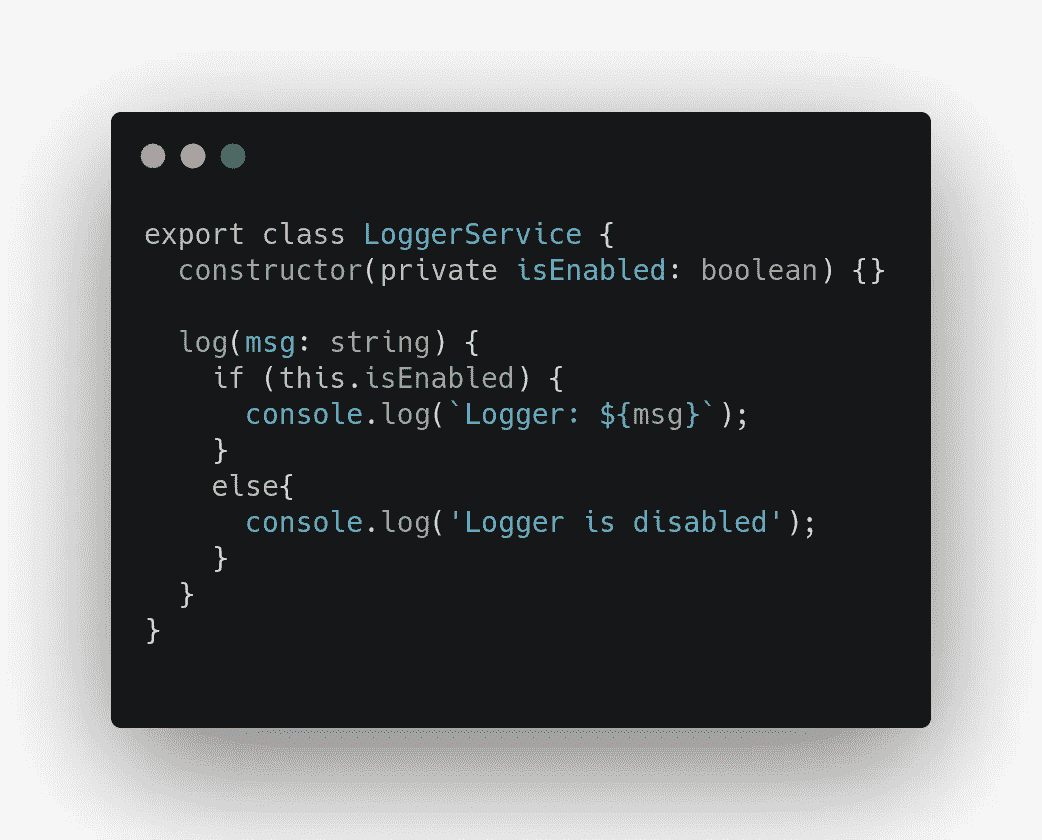 export class LoggerService {
  constructor(private isEnabled: boolean) {}

  log(msg: string) {
    if (this.isEnabled) {
      console.log(`Logger: ${msg}`);
    }
    else{
      console.log('Logger is disabled');
    }
  }
}